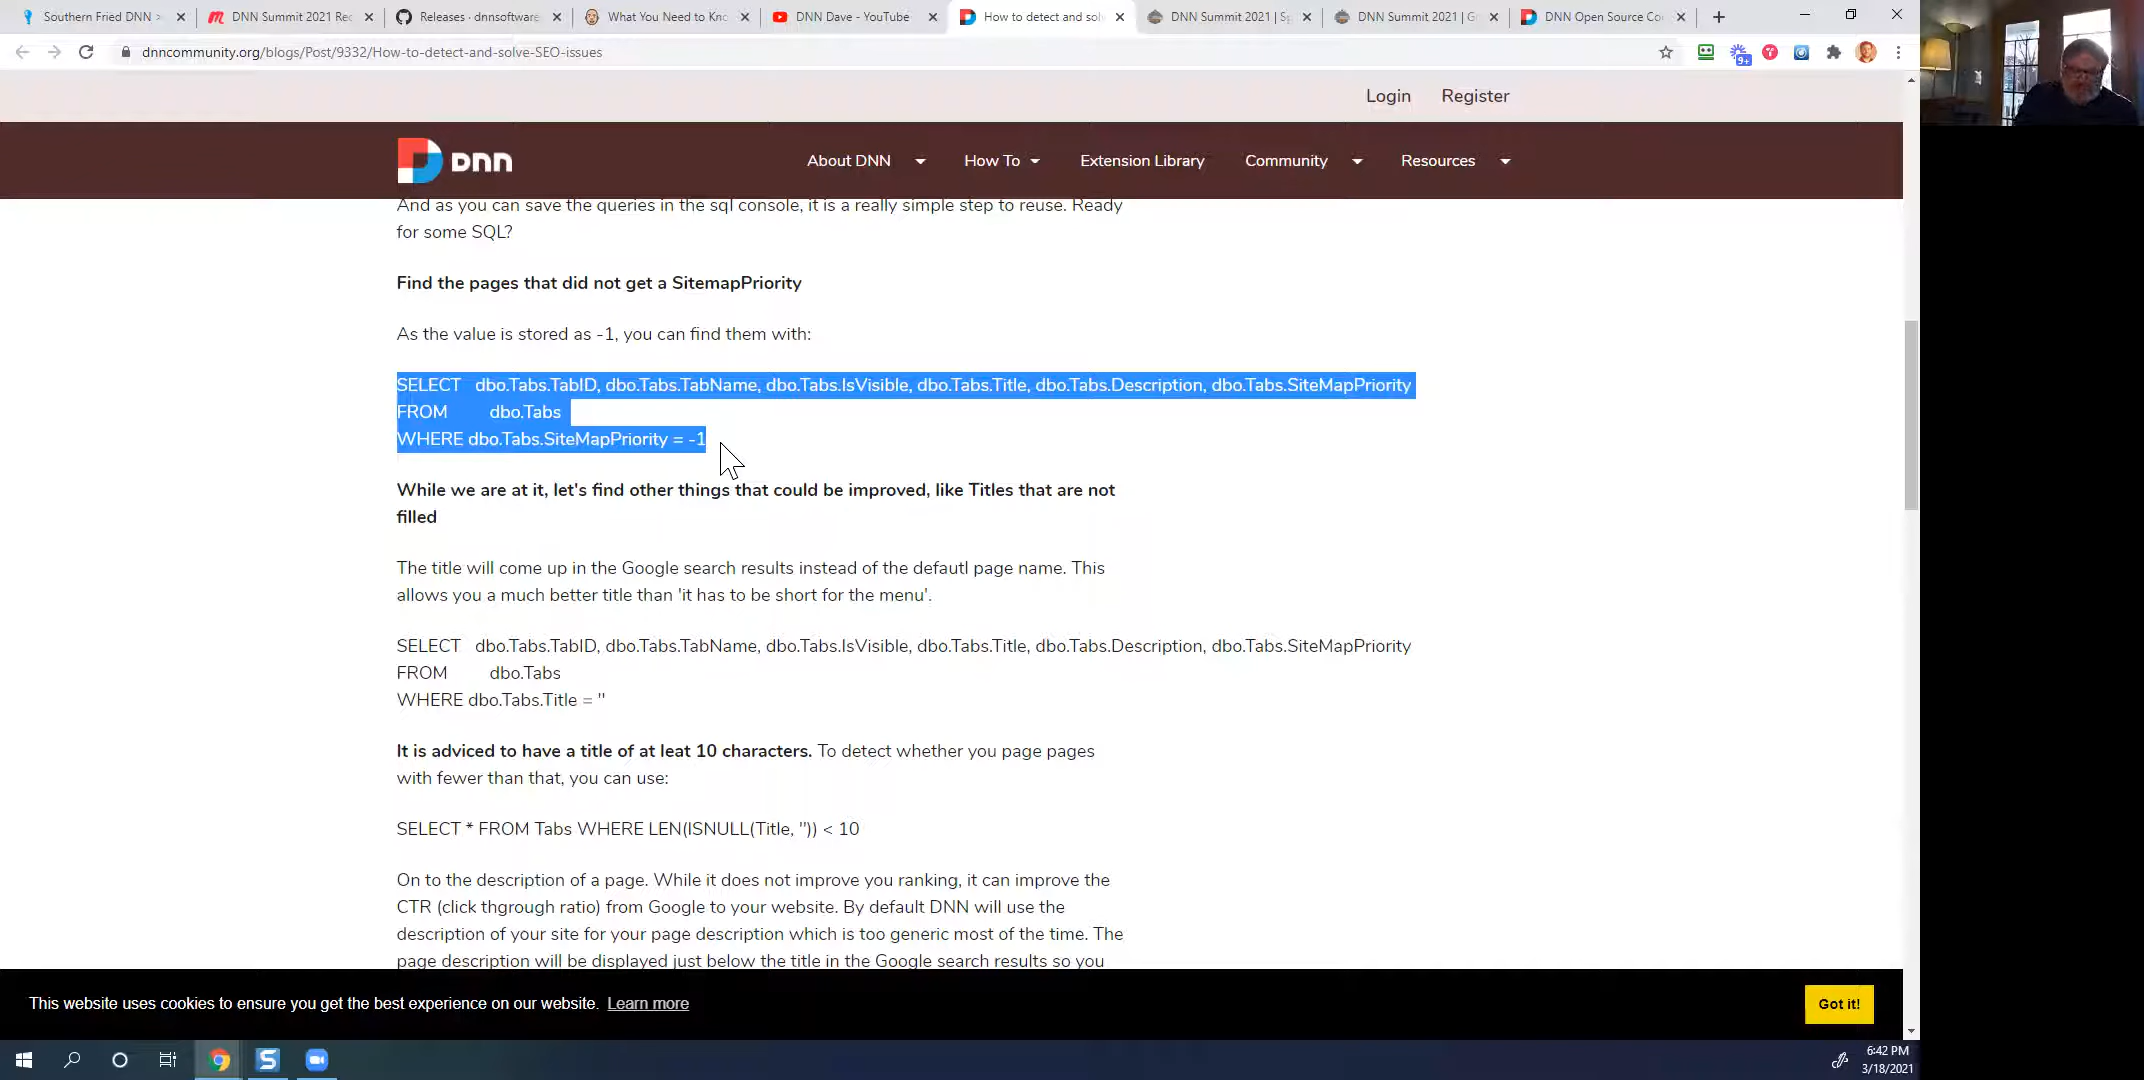 Southern Fried DNN >
DNN Summit 2021 Rec
Releases · dnnsoftware
What You Need to Kno
DNN Dave - YouTube
How to detect and sol
DNN Summit 2021 | Sp
DNN Summit 2021 | G
DNN Open Source Co
dnncommunity.org/blogs/Post/9332/How-to-detect-and-solve-SEO-issues
9+
Login Register
DNN
About DNN How To Extension Library Community Resources
And as you can save the queries in the sql console, it is a really simple step to reuse. Ready
for some SQL?
Find the pages that did not get a SitemapPriority
As the value is stored as -1, you can find them with:
SELECT dbo.Tabs.TabID, dbo.Tabs.TabName, dbo.Tabs.IsVisible, dbo.Tabs.Title, dbo.Tabs.Description, dbo.Tabs.SiteMapPriority
FROM dbo.Tabs
WHERE dbo.Tabs.SiteMapPriority = -1
While we are at it, let's find other things that could be improved, like Titles that are not
filled
The title will come up in the Google search results instead of the defautl page name. This
allows you a much better title than 'it has to be short for the menu'.
SELECT dbo.Tabs.TabID, dbo.Tabs.TabName, dbo.Tabs.IsVisible, dbo.Tabs.Title, dbo.Tabs.Description, dbo.Tabs.SiteMapPriority
FROM dbo.Tabs
WHERE dbo.Tabs.Title = ''
It is adviced to have a title of at leat 10 characters. To detect whether you page pages
with fewer than that, you can use:
SELECT * FROM Tabs WHERE LEN(ISNULL(Title, '')) < 10
On to the description of a page. While it does not improve you ranking, it can improve the
CTR (click thgrough ratio) from Google to your website. By default DNN will use the
description of your site for your page description which is too generic most of the time. The
page description will be displayed just below the title in the Google search results so you
This website uses cookies to ensure you get the best experience on our website. Learn more
Got it!
6:42 PM
3/18/2021